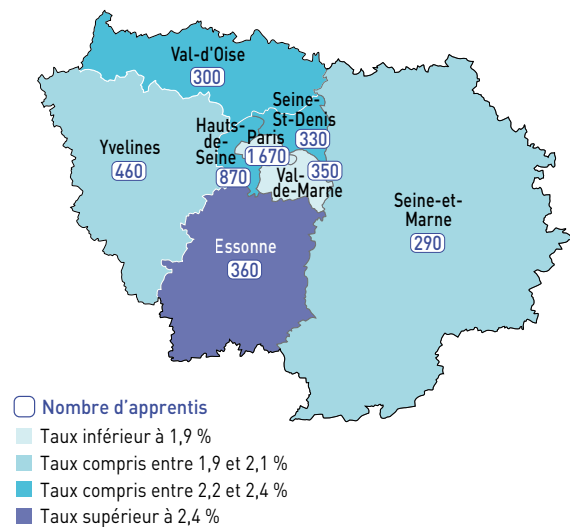 Val-d'Oise
300
Seine-
St-Denis
330
Hauts-
de-
Seine
870
Paris
1 670
Yvelines
460
350
Val-
de-Marne
Seine-et-
Marne
290
Essonne
360
Nombre d'apprentis
Taux inférieur à 1,9 %
Taux compris entre 1,9 et 2,1 %
Taux compris entre 2,2 et 2,4 %
Taux supérieur à 2,4 %